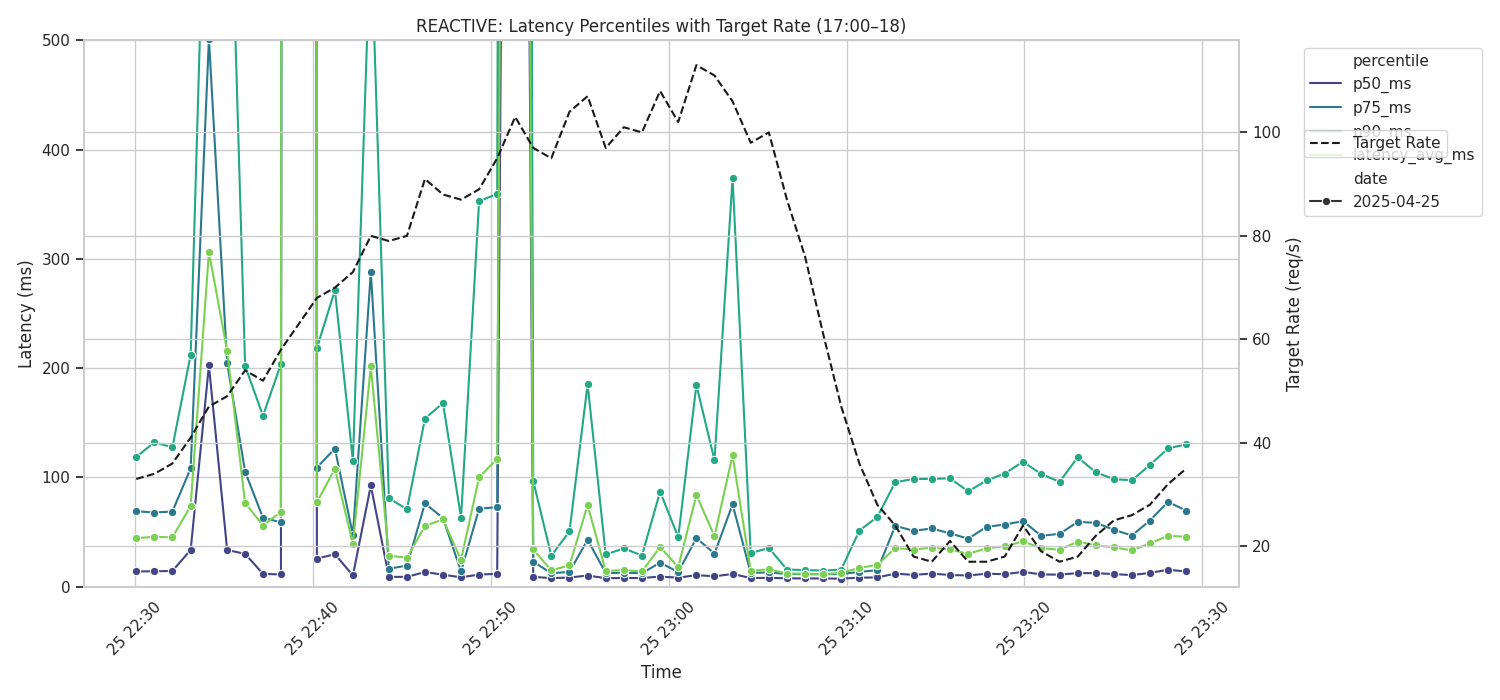 REACTIVE: Latency Percentiles with Target Rate (17:00–18)
500
400
300
200
100
0
Latency (ms)
100
80
60
40
20
Target Rate (req/s)
percentile
p50_ms
p75_ms
p90_ms
Target Rate
latency_avg_ms
date
2025-04-25
25 22:30
25 22:40
25 22:50
25 23:00
25 23:10
25 23:20
25 23:30
Time